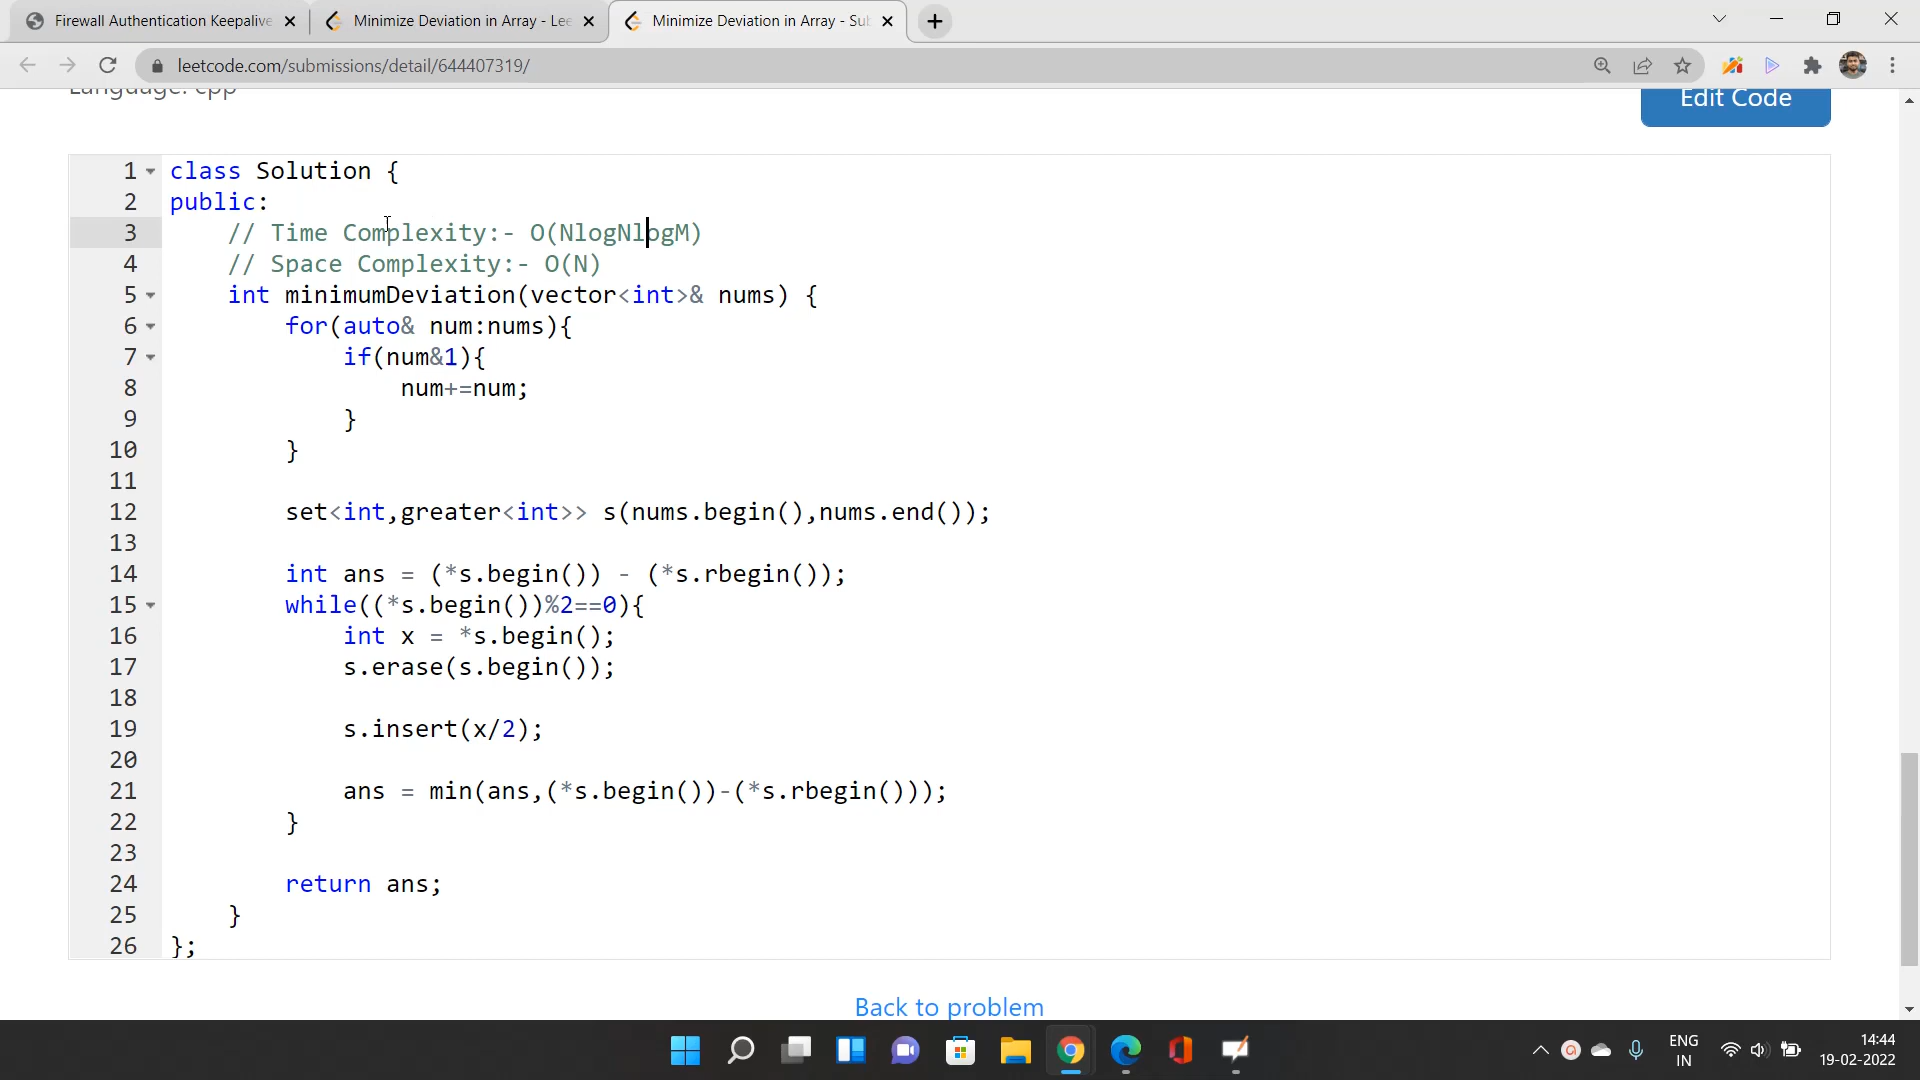 Firewall Authentication Keepalive
Minimize Deviation in Array - Lee
Minimize Deviation in Array - Sub
leetcode.com/submissions/detail/644407319/
Language: cpp
Edit Code
1 class Solution {
2 public:
3 // Time Complexity:- O(NlogNlogM)
4 // Space Complexity:- O(N)
5 int minimumDeviation(vector<int>& nums) {
6 for(auto& num:nums){
7 if(num&1){
8 num+=num;
9 }
10 }
11
12 set<int,greater<int>> s(nums.begin(),nums.end());
13
14 int ans = (*s.begin()) - (*s.rbegin());
15 while((*s.begin())%2==0){
16 int x = *s.begin();
17 s.erase(s.begin());
18
19 s.insert(x/2);
20
21 ans = min(ans,(*s.begin())-(*s.rbegin()));
22 }
23
24 return ans;
25 }
26 };
Back to problem
ENG
IN
14:44
19-02-2022